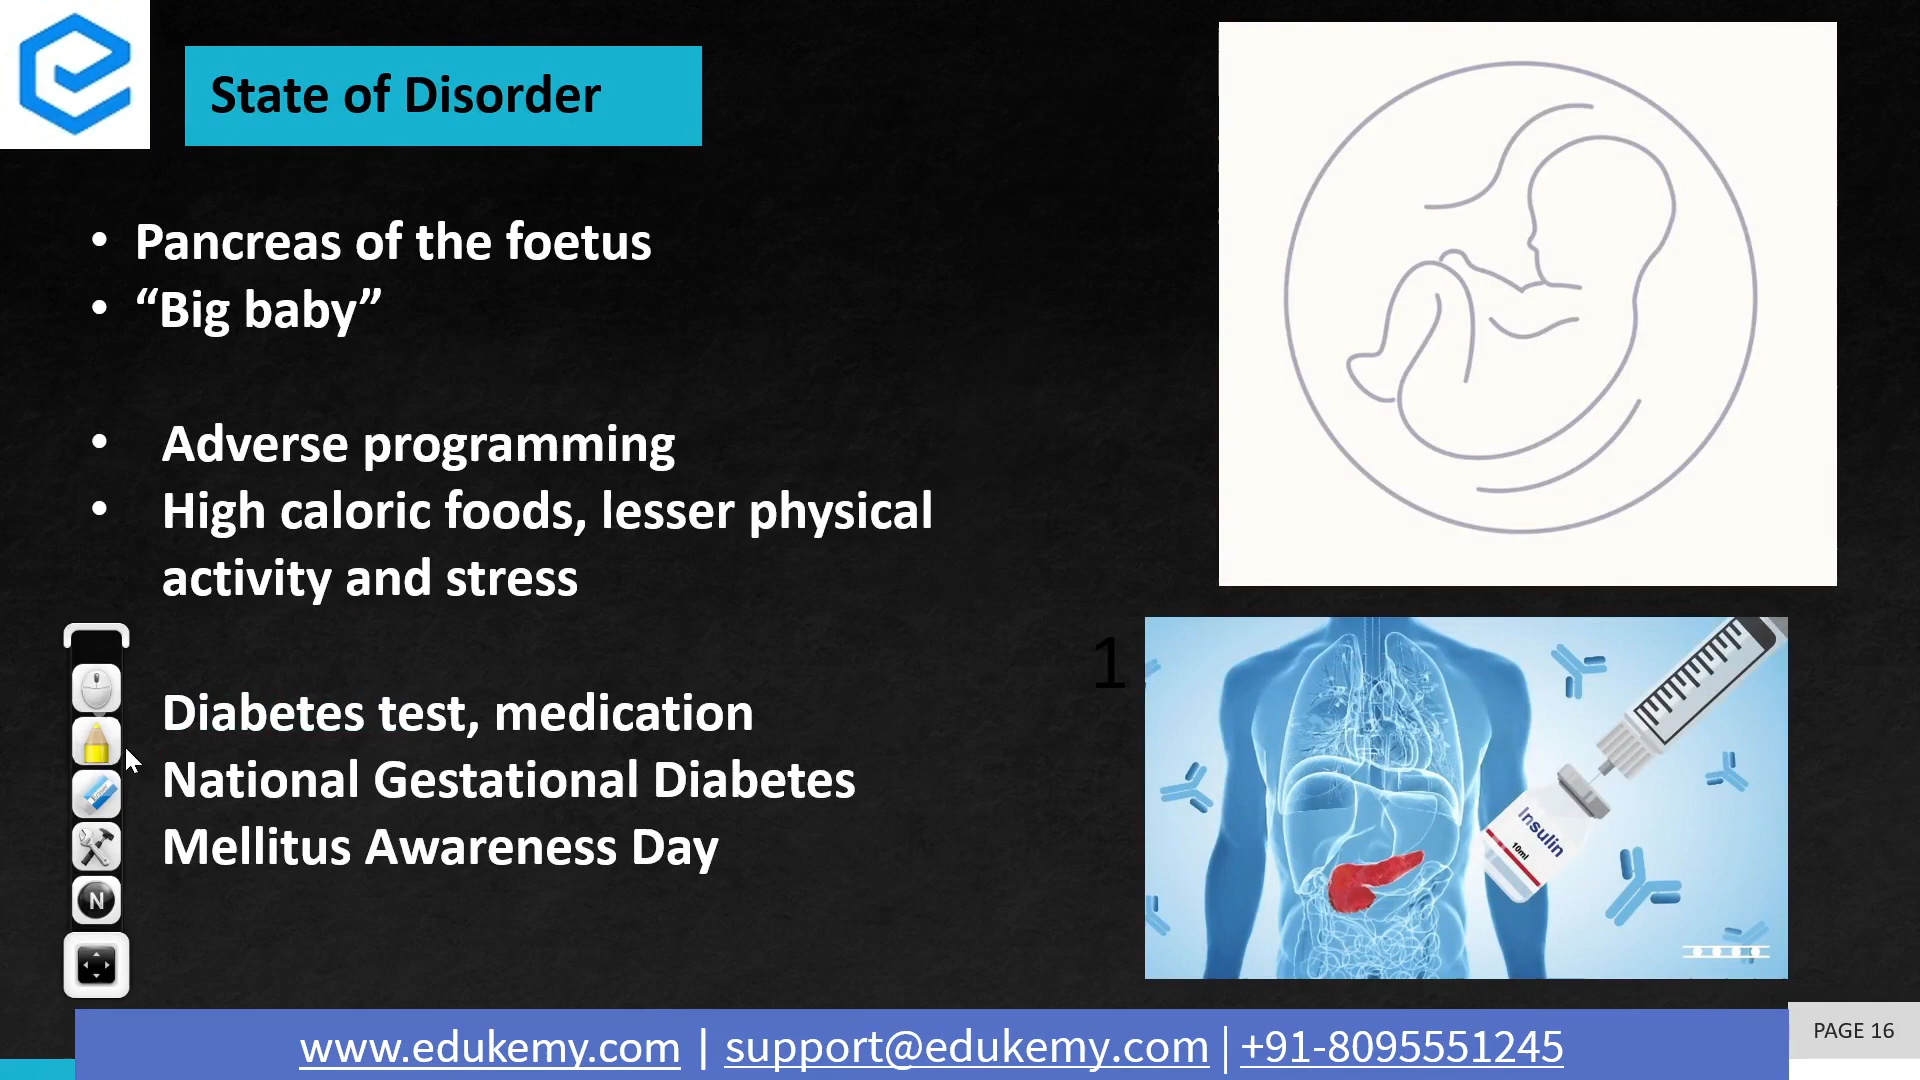 State of Disorder
• Pancreas of the foetus
• “Big baby”
• Adverse programming
• High caloric foods, lesser physical
activity and stress
Diabetes test, medication
National Gestational Diabetes
Mellitus Awareness Day
1
Insulin
10ml
N
www.edukemy.com | support@edukemy.com | +91-8095551245
PAGE 16